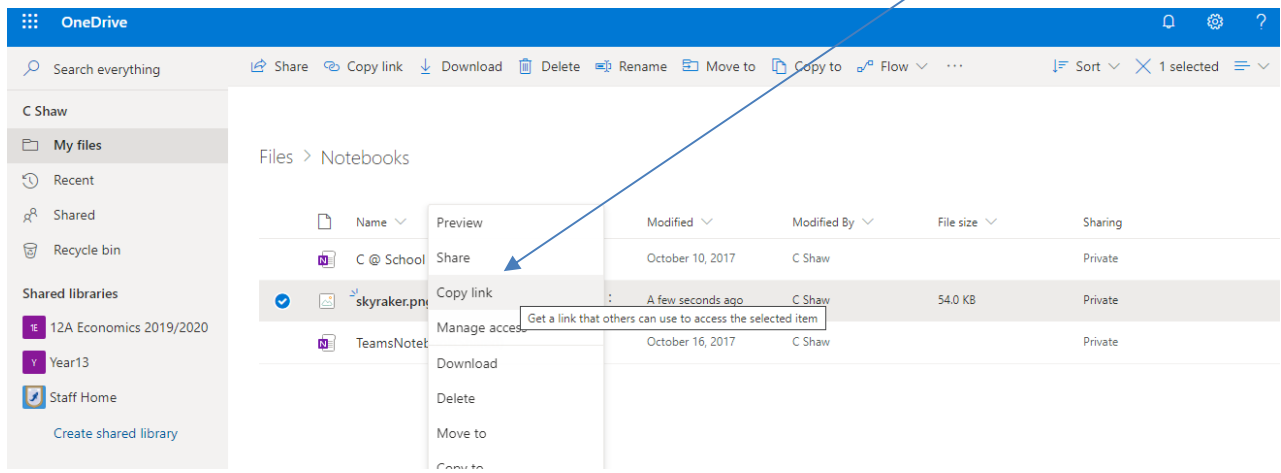 OneDrive ?
Search everything Share Copy link Download Delete Rename Move to Copy to Flow ... Sort 1 selected
C Shaw
My files
Files > Notebooks
Recent
Shared
Recycle bin
Name Modified Modified By File size Sharing
C @ School October 10, 2017 C Shaw Private
skyraker.png A few seconds ago C Shaw 54.0 KB Private
October 16, 2017 C Shaw Private
Preview
Share
Copy link
Get a link that others can use to access the selected item
Manage access
Download
Delete
Move to
Copy to
Shared libraries
1E 12A Economics 2019/2020
Y Year13
Staff Home
Create shared library